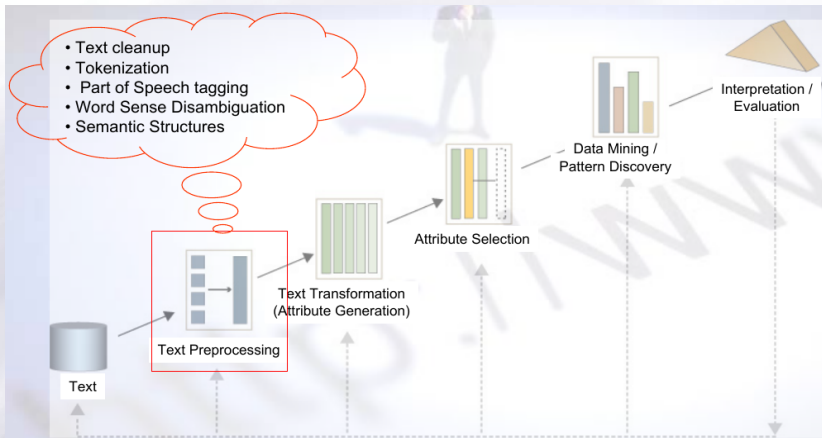 • Text cleanup
• Tokenization
• Part of Speech tagging
• Word Sense Disambiguation
• Semantic Structures
Interpretation /
Evaluation
Data Mining /
Pattern Discovery
Attribute Selection
Text Transformation
(Attribute Generation)
Text Preprocessing
Text